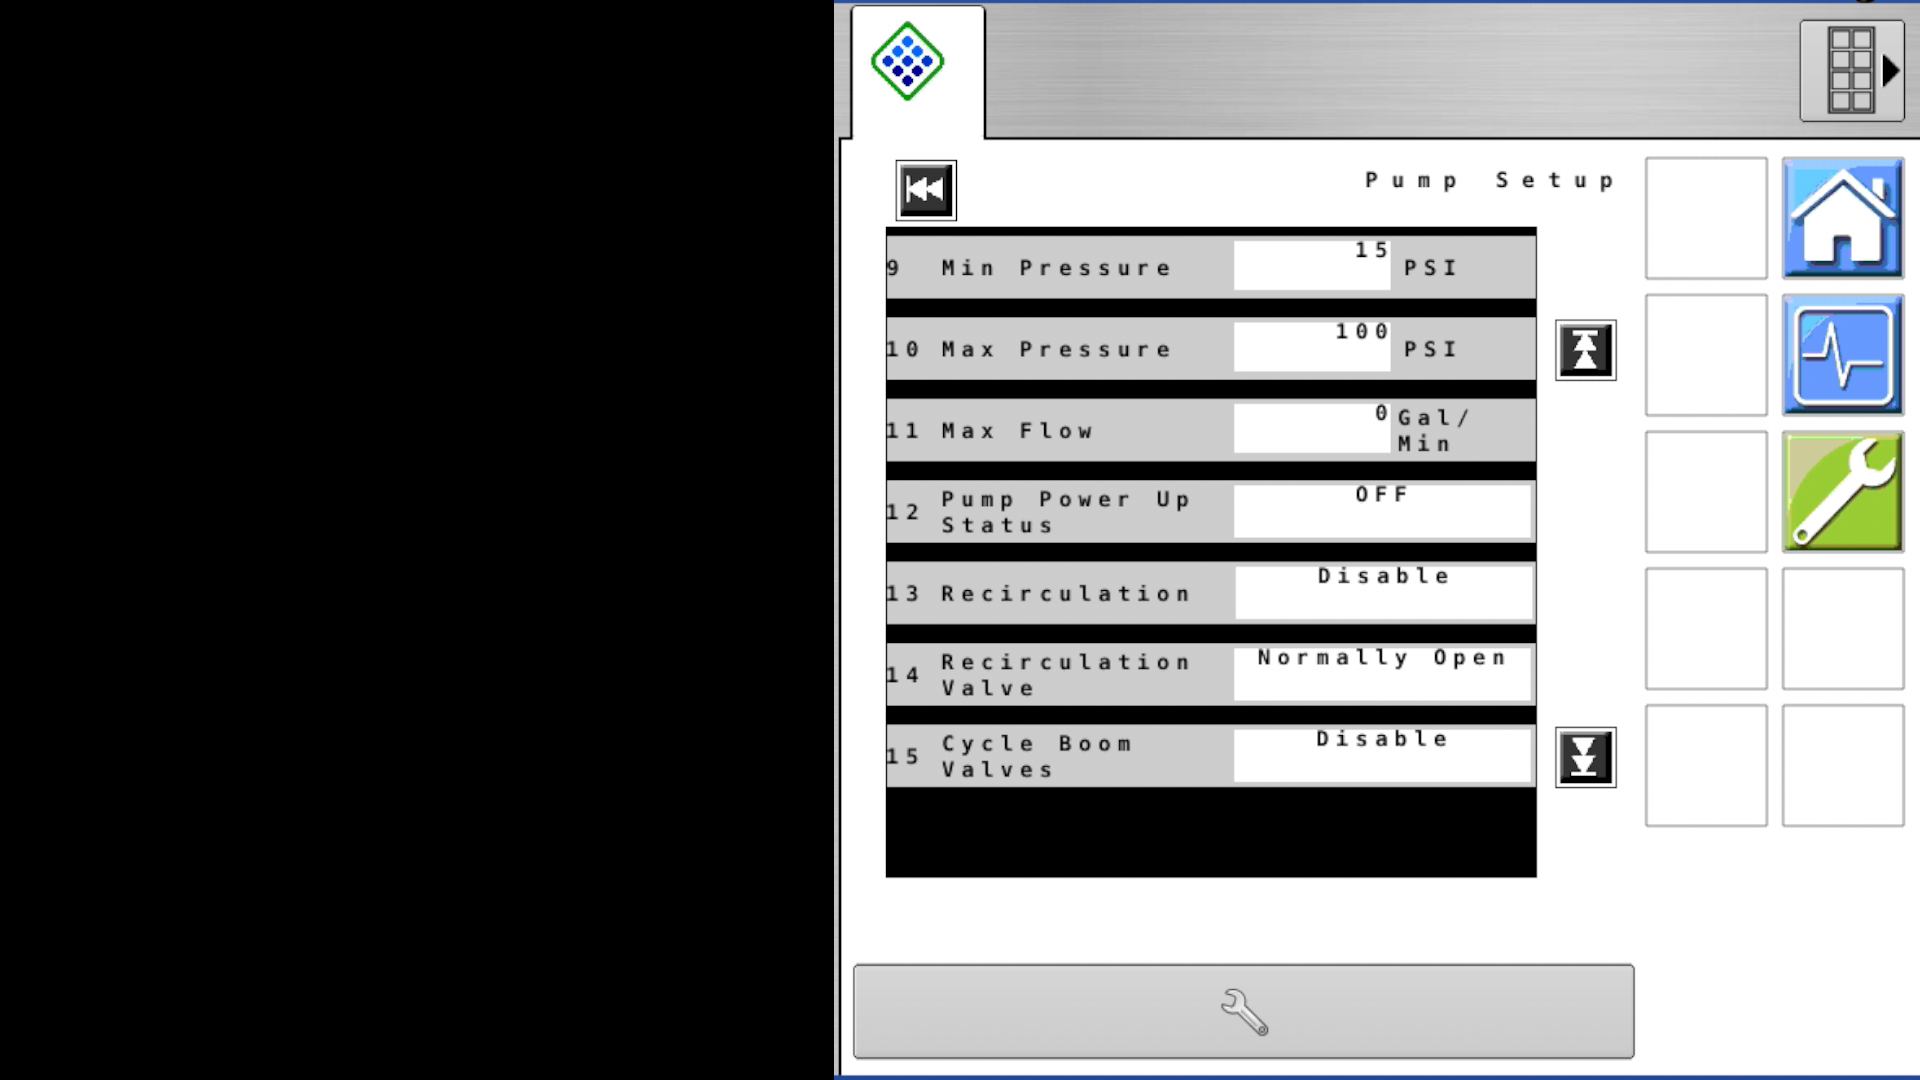 Pump Setup
9 Min Pressure 15 PSI
10 Max Pressure 100 PSI
11 Max Flow 0 Gal/
Min
12 Pump Power Up
Status OFF
13 Recirculation Disable
14 Recirculation
Valve Normally Open
15 Cycle Boom
Valves Disable